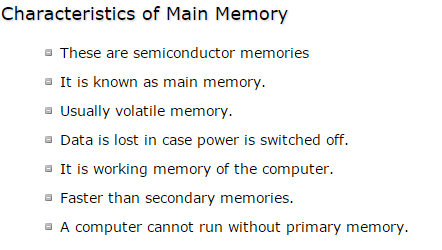 Characteristics of Main Memory
These are semiconductor memories
It is known as main memory.
Usually volatile memory.
Data is lost in case power is switched off.
It is working memory of the computer.
Faster than secondary memories.
A computer cannot run without primary memory.